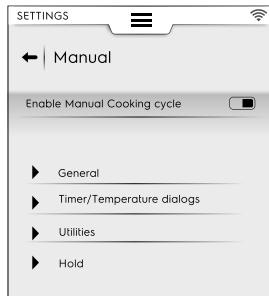 SETTINGS
Manual
Enable Manual Cooking cycle
General
Timer/Temperature dialogs
Utilities
Hold